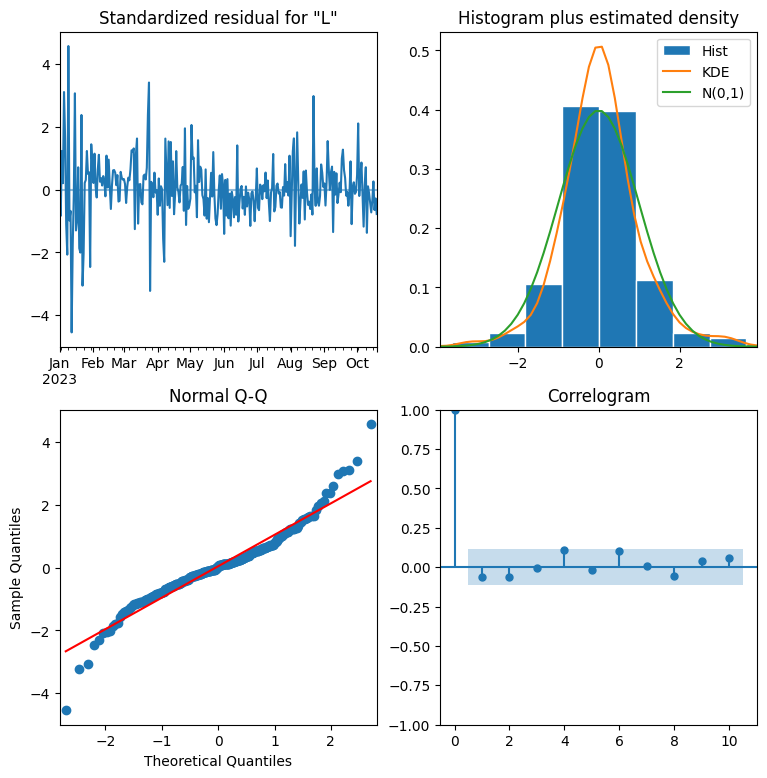 Standardized residual for "L"
4
2
0
−2
−4
Jan Feb Mar Apr May Jun Jul Aug Sep Oct
2023
Histogram plus estimated density
Hist
KDE
N(0,1)
0.5
0.4
0.3
0.2
0.1
0.0
−2 0 2
Normal Q-Q
Sample Quantiles
4
2
0
−2
−4
−2 −1 0 1 2
Theoretical Quantiles
Correlogram
1.00
0.75
0.50
0.25
0.00
−0.25
−0.50
−0.75
−1.00
0 2 4 6 8 10